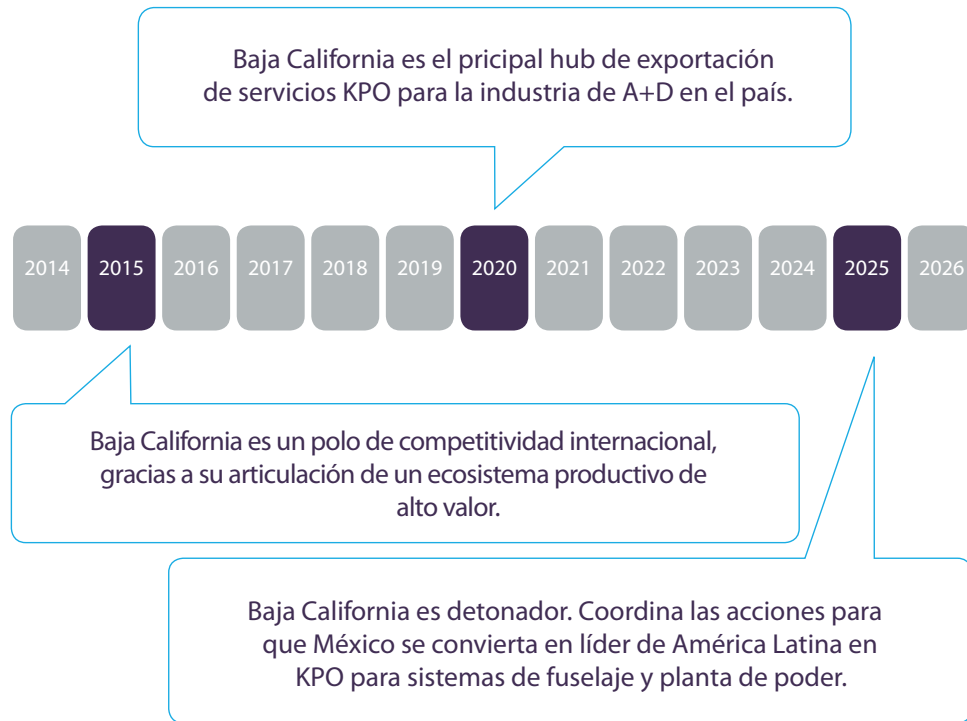 Baja California es el pricipal hub de exportación
de servicios KPO para la industria de A+D en el país.
2014 2015 2016 2017 2018 2019 2020 2021 2022 2023 2024 2025 2026
Baja California es un polo de competitividad internacional,
gracias a su articulación de un ecosistema productivo de
alto valor.
Baja California es detonador. Coordina las acciones para
que México se convierta en líder de América Latina en
KPO para sistemas de fuselaje y planta de poder.